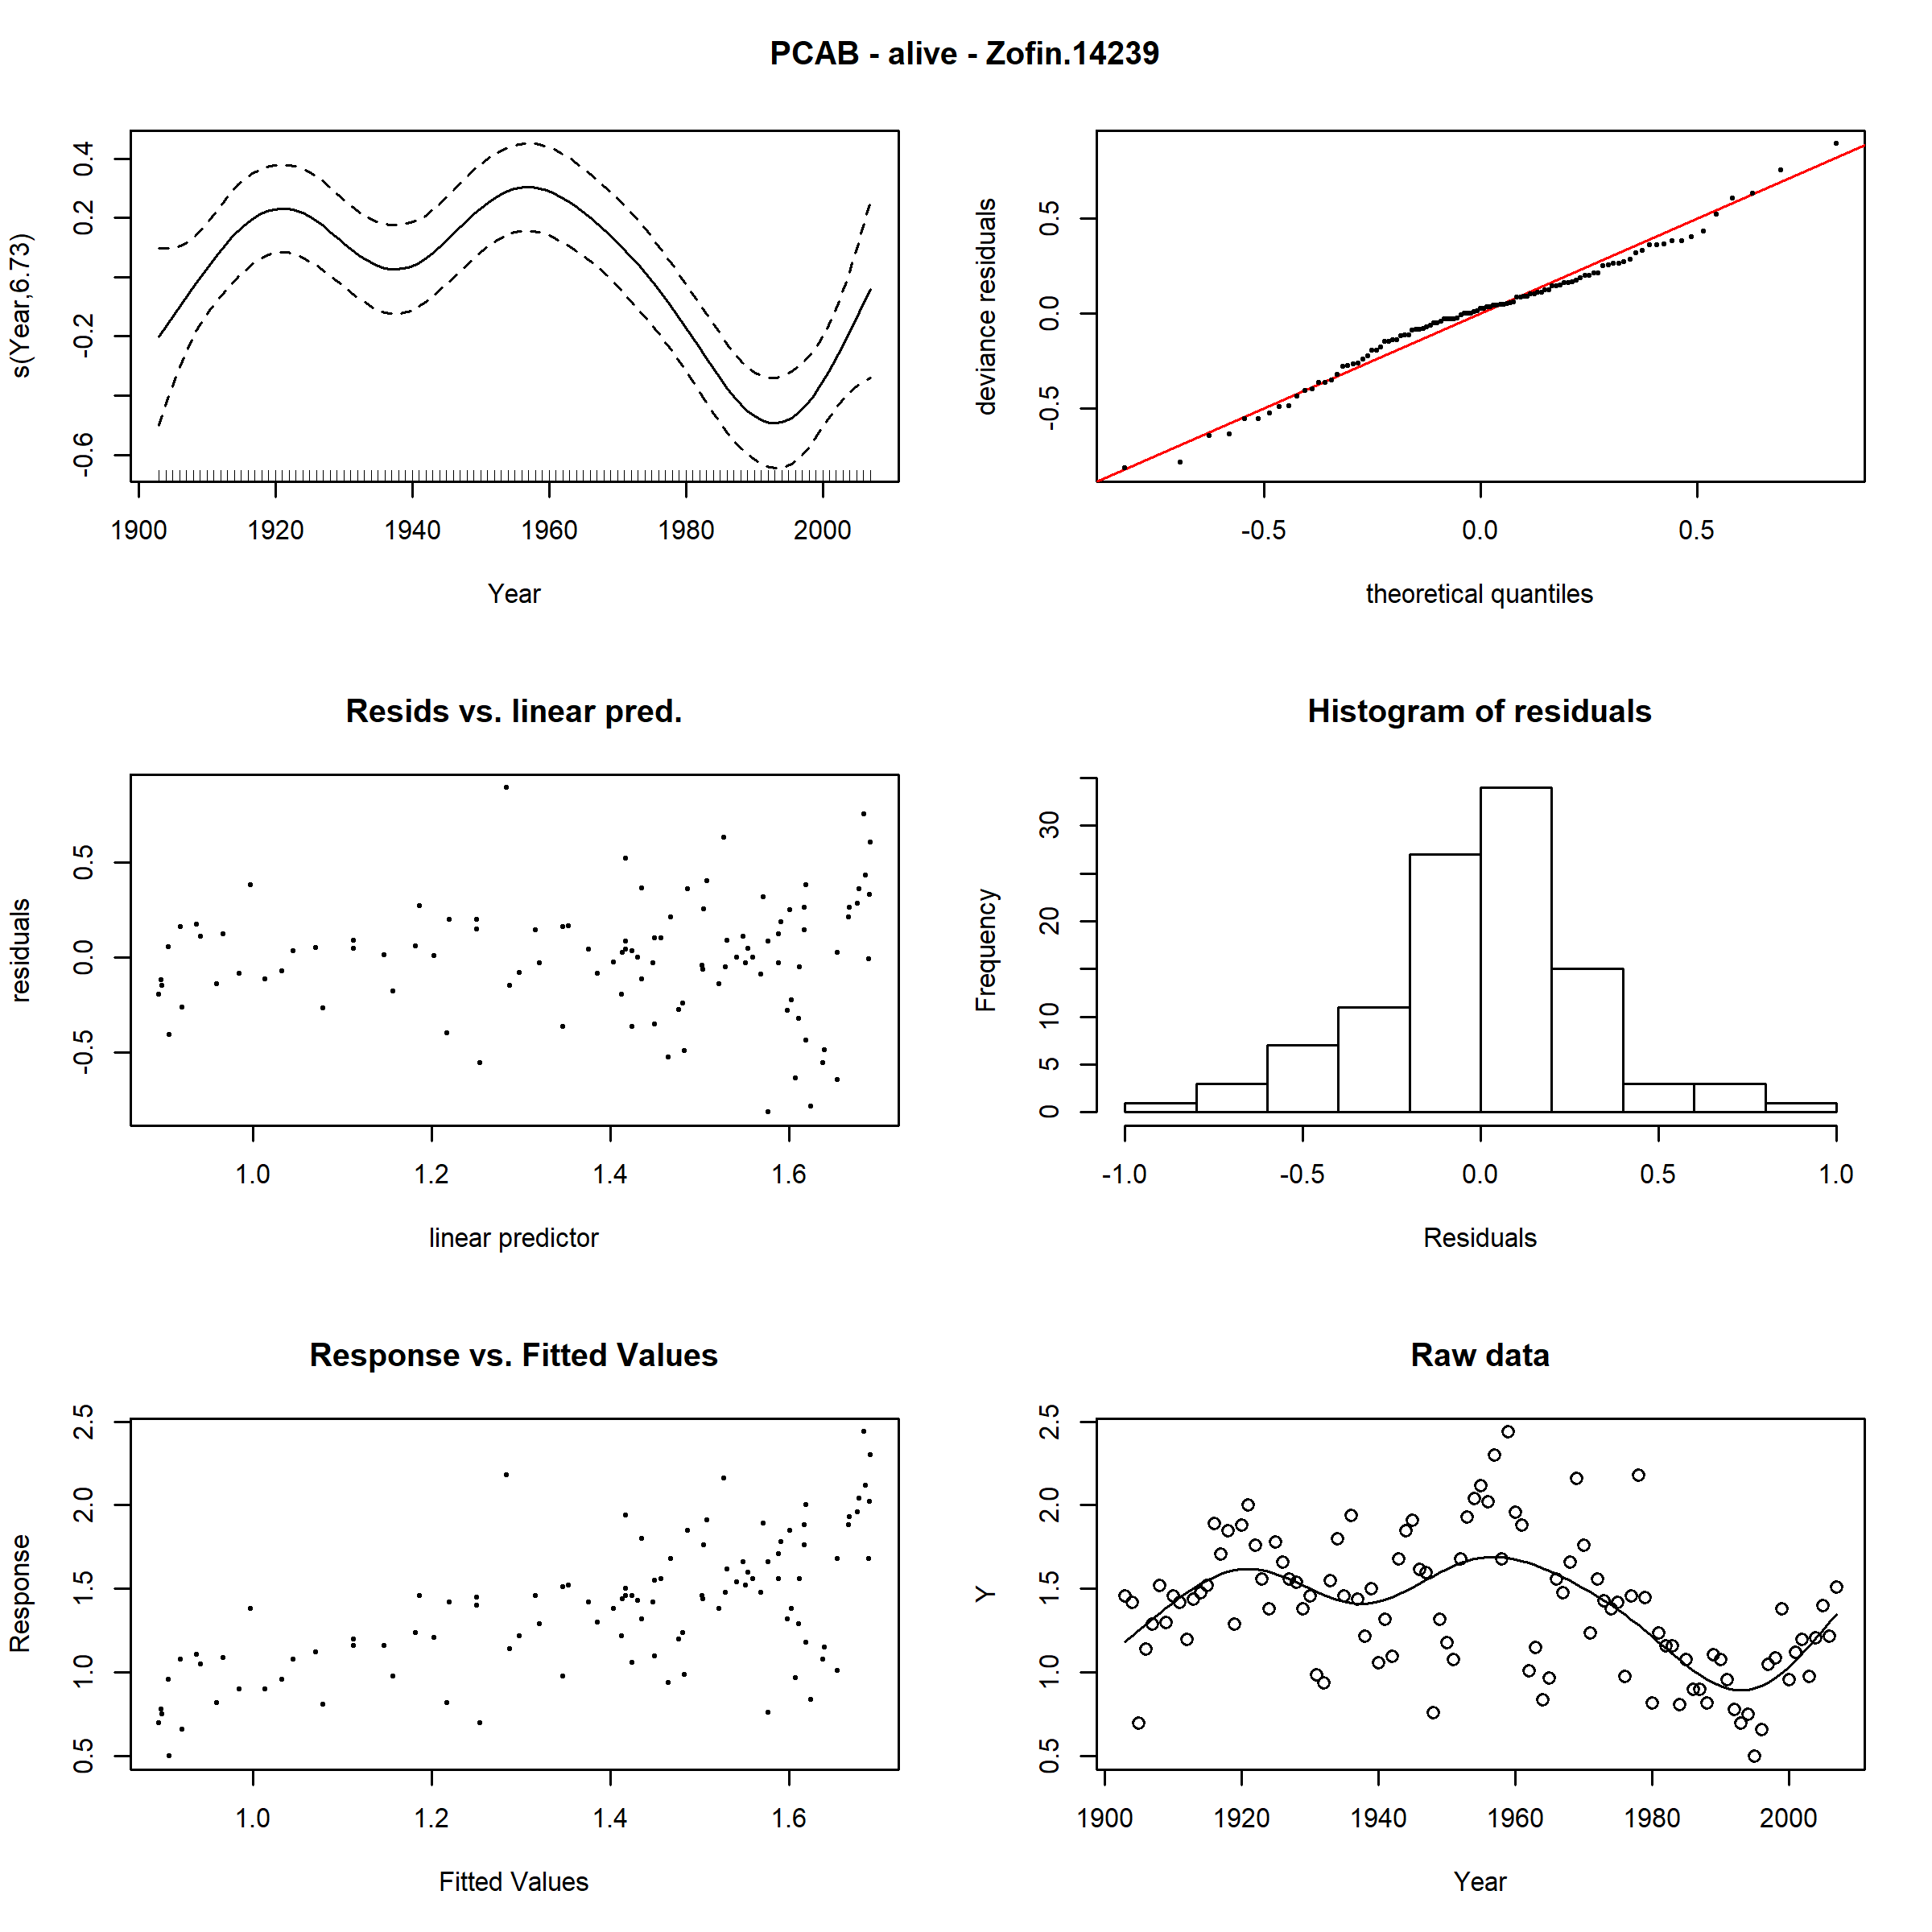 PCAB - alive - Zofin.14239
s(Year,6.73)
0.4
0.2
-0.2
-0.6
1900 1920 1940 1960 1980 2000
Year
deviance residuals
0.5
0.0
-0.5
-0.5 0.0 0.5
theoretical quantiles
Resids vs. linear pred.
residuals
0.5
0.0
-0.5
1.0 1.2 1.4 1.6
linear predictor
Histogram of residuals
Frequency
30
20
10
5
0
-1.0 -0.5 0.0 0.5 1.0
Residuals
Response vs. Fitted Values
Response
2.5
2.0
1.5
1.0
0.5
1.0 1.2 1.4 1.6
Fitted Values
Raw data
Y
2.5
2.0
1.5
1.0
0.5
1900 1920 1940 1960 1980 2000
Year